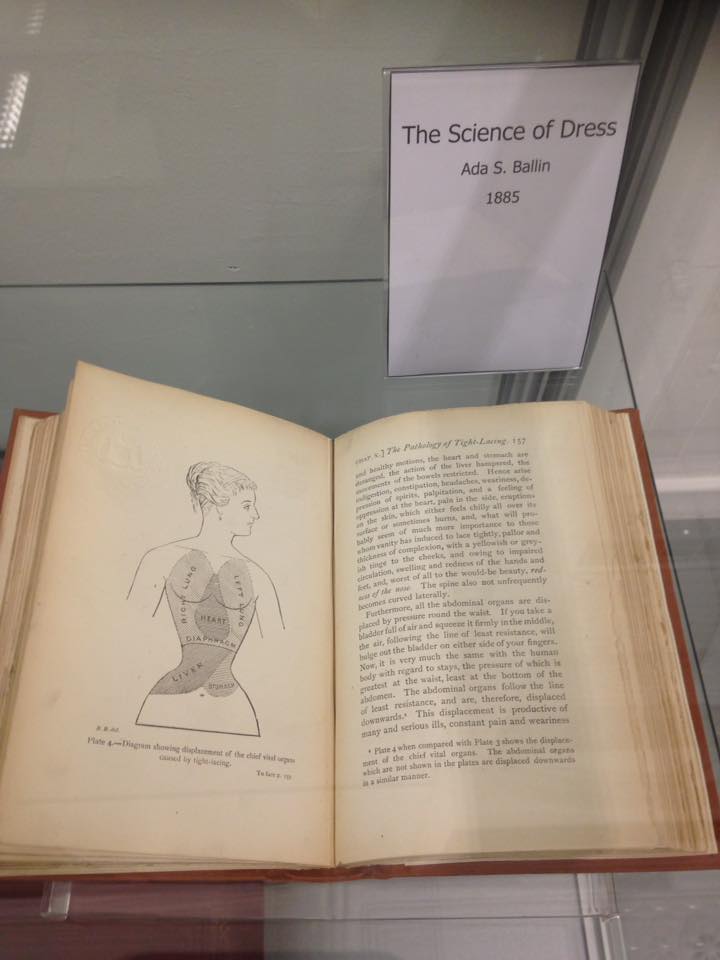 The Science of Dress
Ada S. Ballin
1885
RIGHT LUNG
LEFT LUNG
HEART
DIAPHRAGM
LIVER
STOMACH
Plate 4.—Diagram showing displacement of the chief vital organs
caused by tight-lacing.
To face p.
CHAP. X.] The Pathology of Tight-Lacing. 157
and healthy motions, the heart and stomach are
deranged, the action of the liver hampered, the
movements of the bowels restricted. Hence arise
indigestion, constipation, headaches, weariness, de-
pression of spirits, palpitation, and a feeling of
oppression at the heart, pain in the side, eruptions
on the skin, which either feels chilly all over its
surface or sometimes burns, and, what will pro-
bably seem of much more importance to those
whom vanity has induced to lace tightly, pallor and
thickness of complexion, with a yellowish or grey-
ish tinge to the cheeks, and owing to impaired
circulation, swelling and redness of the hands and
feet, and, worst of all to the would-be beauty, red-
ness of the nose. The spine also not unfrequently
becomes curved laterally.
Furthermore, all the abdominal organs are dis-
placed by pressure round the waist. If you take a
bladder full of air and squeeze it firmly in the middle,
the air, following the line of least resistance, will
bulge out the bladder on either side of your fingers.
Now, it is very much the same with the human
body with regard to stays, the pressure of which is
greatest at the waist, least at the bottom of the
abdomen. The abdominal organs follow the line
of least resistance, and are, therefore, displaced
downwards.* This displacement is productive of
many and serious ills, constant pain and weariness
* Plate 4 when compared with Plate 3 shows the displace-
ment of the chief vital organs. The abdominal organs
which are not shown in the plates are displaced downwards
in a similar manner.